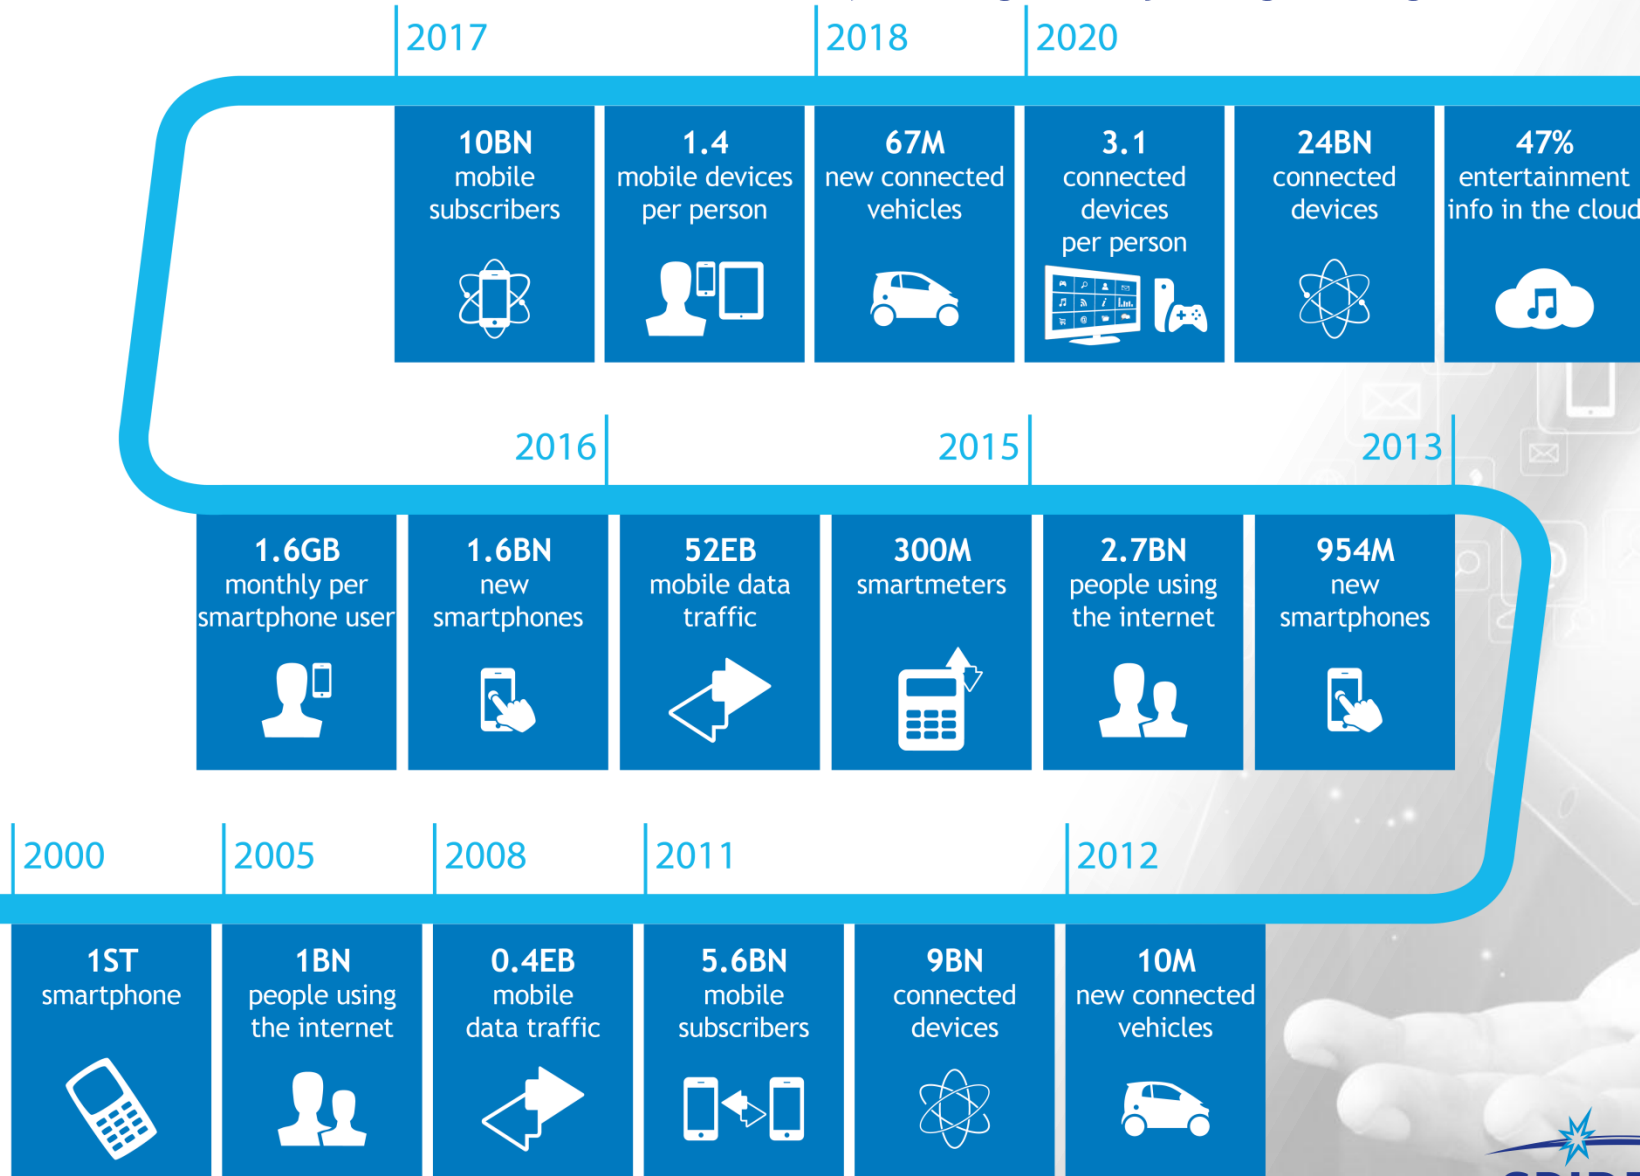 2017
2018
2020
10BN
mobile
subscribers
1.4
mobile devices
per person
67M
new connected
vehicles
3.1
connected
devices
per person
24BN
connected
devices
47%
entertainment
info in the cloud
2016
2015
2013
1.6GB
monthly per
smartphone user
1.6BN
new
smartphones
52EB
mobile data
traffic
300M
smartmeters
2.7BN
people using
the internet
954M
new
smartphones
2000
2005
2008
2011
2012
1ST
smartphone
1BN
people using
the internet
0.4EB
mobile
data traffic
5.6BN
mobile
subscribers
9BN
connected
devices
10M
new connected
vehicles